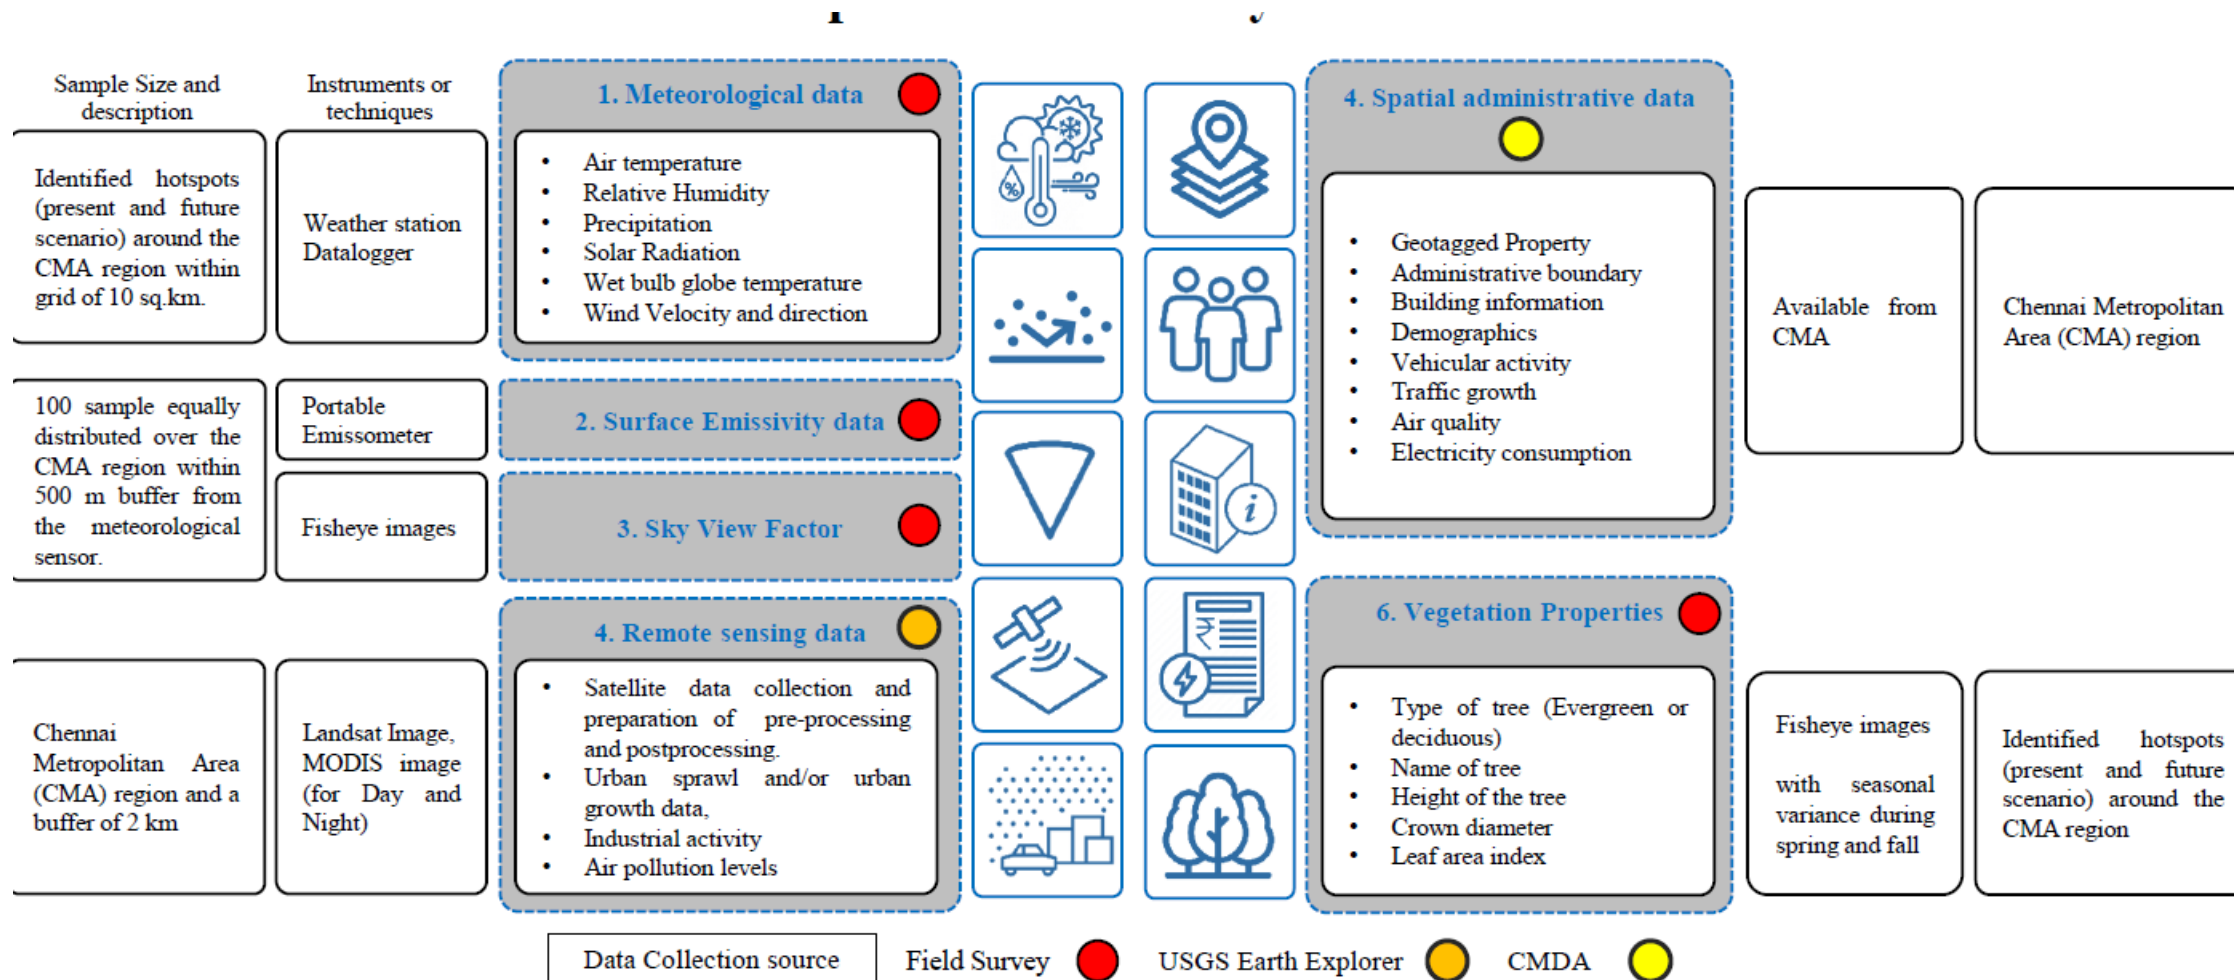 Sample Size and
description
Instruments or
techniques
Identified hotspots
(present and future
scenario) around the
CMA region within
grid of 10 sq.km.
Weather station
Datalogger
1. Meteorological data
• Air temperature
• Relative Humidity
• Precipitation
• Solar Radiation
• Wet bulb globe temperature
• Wind Velocity and direction
100 sample equally
distributed over the
CMA region within
500 m buffer from
the meteorological
sensor.
Portable
Emissometer
2. Surface Emissivity data
Fisheye images
3. Sky View Factor
Chennai
Metropolitan Area
(CMA) region and a
buffer of 2 km
Landsat Image,
MODIS image
(for Day and
Night)
4. Remote sensing data
• Satellite data collection and
preparation of pre-processing
and postprocessing.
• Urban sprawl and/or urban
growth data,
• Industrial activity
• Air pollution levels
%
i
₹
4. Spatial administrative data
• Geotagged Property
• Administrative boundary
• Building information
• Demographics
• Vehicular activity
• Traffic growth
• Air quality
• Electricity consumption
Available from
CMA
Chennai Metropolitan
Area (CMA) region
6. Vegetation Properties
• Type of tree (Evergreen or
deciduous)
• Name of tree
• Height of the tree
• Crown diameter
• Leaf area index
Fisheye images
with seasonal
variance during
spring and fall
Identified hotspots
(present and future
scenario) around the
CMA region
Data Collection source
Field Survey
USGS Earth Explorer
CMDA